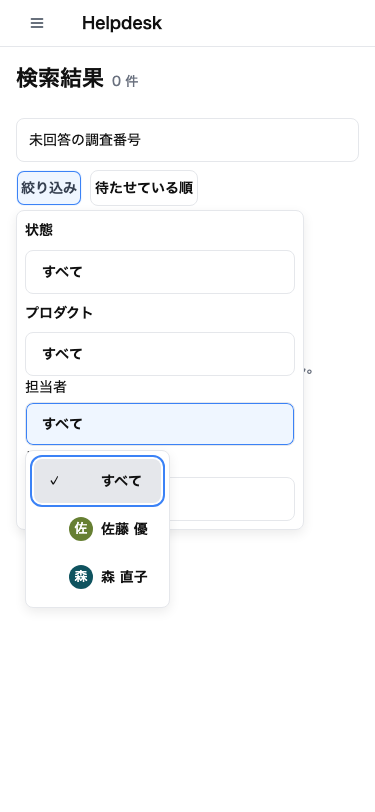 Helpdesk
検索結果 0 件
未回答の調査番号
絞り込み 待たせている順
状態
すべて
プロダクト
すべて
担当者
すべて
✓ すべて
佐 佐藤 優
森 森 直子